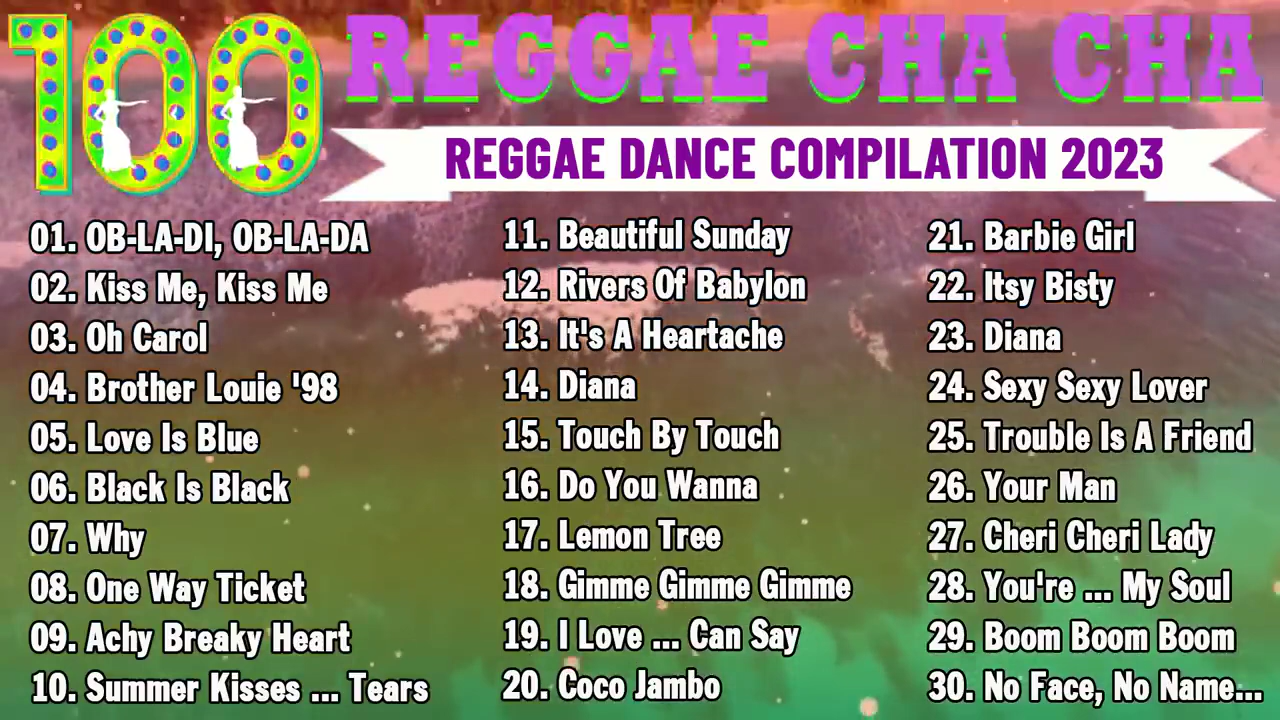 100 REGGAE CHA CHA
REGGAE DANCE COMPILATION 2023
01. OB-LA-DI, OB-LA-DA
02. Kiss Me, Kiss Me
03. Oh Carol
04. Brother Louie '98
05. Love Is Blue
06. Black Is Black
07. Why
08. One Way Ticket
09. Achy Breaky Heart
10. Summer Kisses ... Tears
11. Beautiful Sunday
12. Rivers Of Babylon
13. It's A Heartache
14. Diana
15. Touch By Touch
16. Do You Wanna
17. Lemon Tree
18. Gimme Gimme Gimme
19. I Love ... Can Say
20. Coco Jambo
21. Barbie Girl
22. Itsy Bisty
23. Diana
24. Sexy Sexy Lover
25. Trouble Is A Friend
26. Your Man
27. Cheri Cheri Lady
28. You're ... My Soul
29. Boom Boom Boom
30. No Face, No Name...